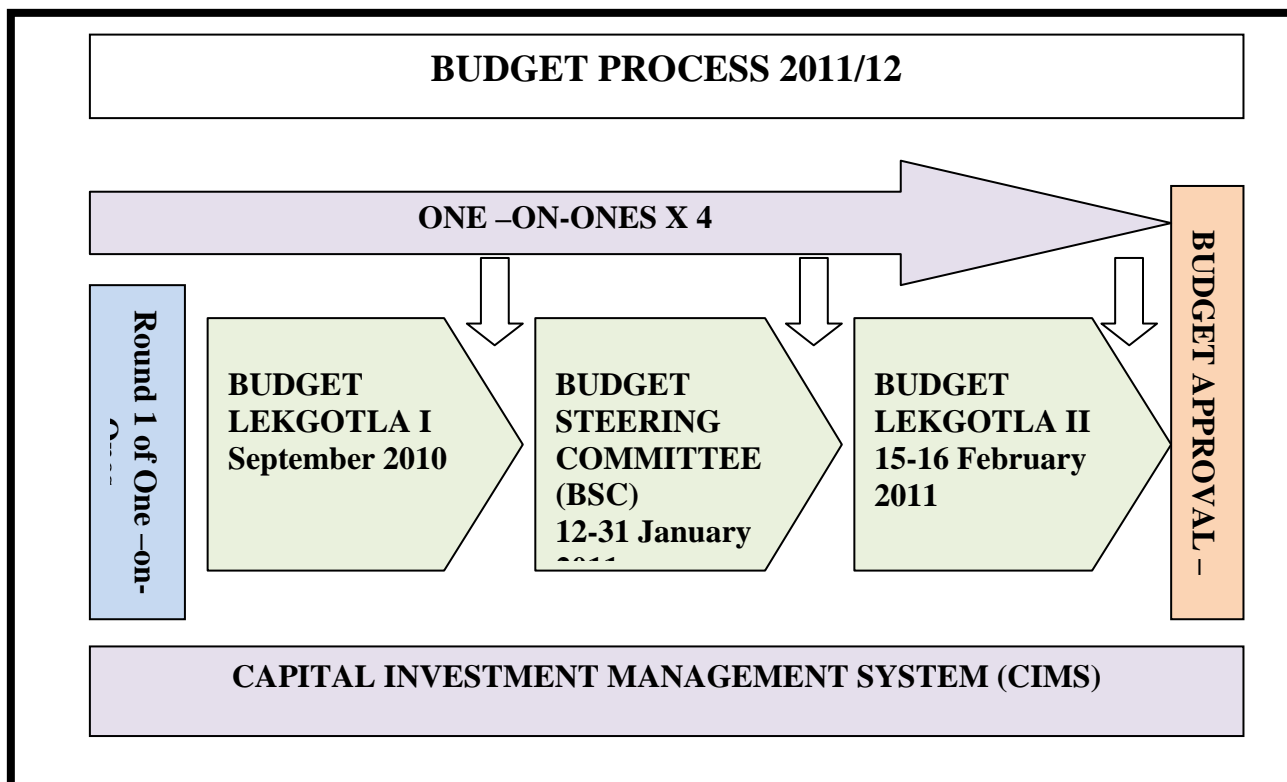 BUDGET PROCESS 2011/12
ONE –ON-ONES X 4
Round 1 of One –on-
BUDGET
LEKGOTLA I
September 2010
BUDGET
STEERING
COMMITTEE
(BSC)
12-31 January
BUDGET
LEKGOTLA II
15-16 February
2011
BUDGET APPROVAL –
CAPITAL INVESTMENT MANAGEMENT SYSTEM (CIMS)